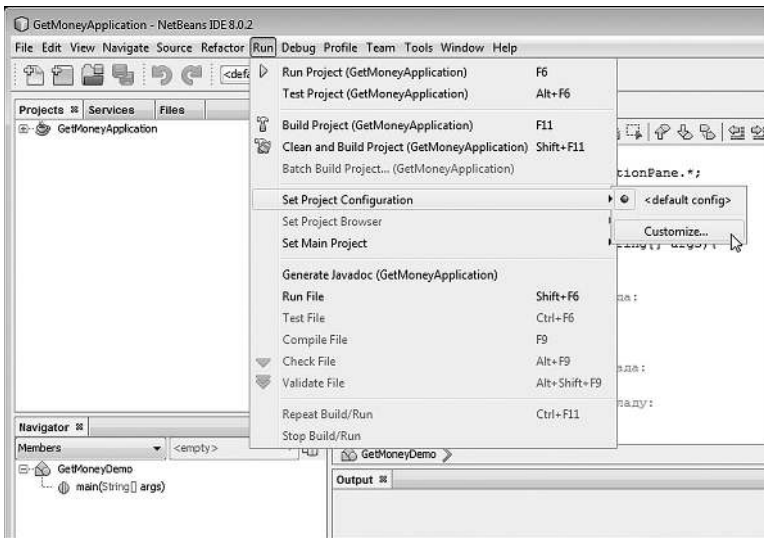 GetMoneyApplication - NetBeans IDE 8.0.2
File Edit View Navigate Source Refactor Run Debug Profile Team Tools Window Help
<defa
Projects Services Files
GetMoneyApplication
Run Project (GetMoneyApplication) F6
Test Project (GetMoneyApplication) Alt+F6
Build Project (GetMoneyApplication) F11
Clean and Build Project (GetMoneyApplication) Shift+F11
Batch Build Project... (GetMoneyApplication)
Set Project Configuration
Set Project Browser
Set Main Project
Generate Javadoc (GetMoneyApplication)
Run File Shift+F6
Test File Ctrl+F6
Compile File F9
Check File Alt+F9
Validate File Alt+Shift+F9
Repeat Build/Run Ctrl+F11
Stop Build/Run
<default config>
Customize...
tionPane.*;
args){
Navigator
Members <empty>
GetMoneyDemo
main(String[] args)
GetMoneyDemo
Output